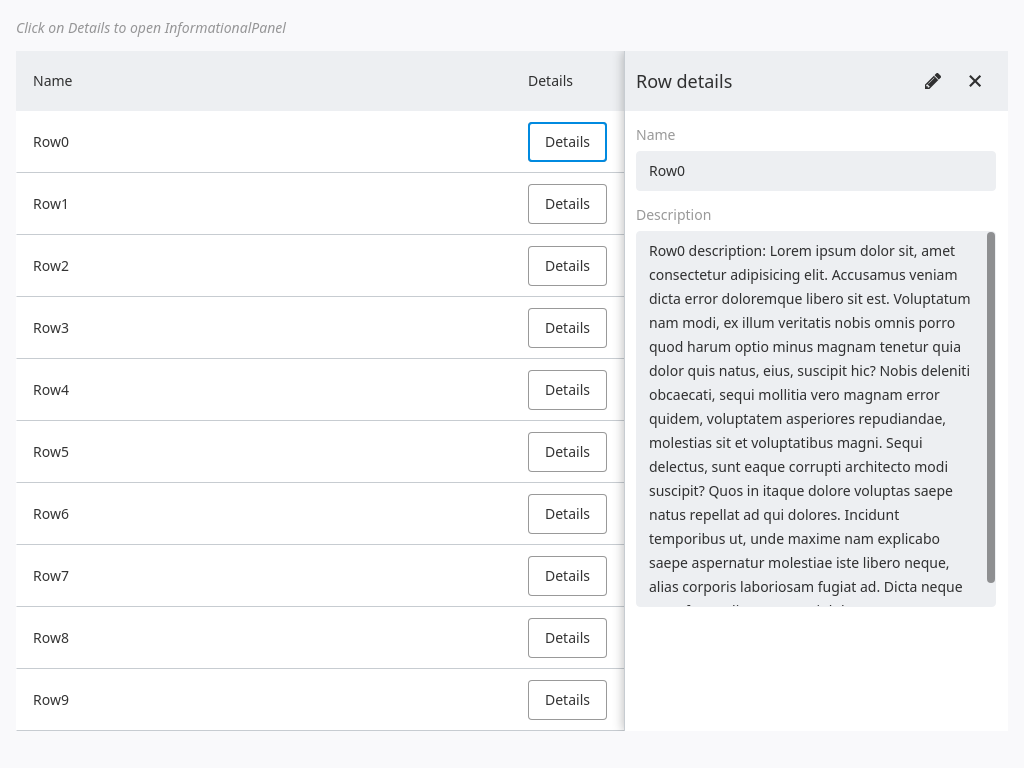 Click on Details to open InformationalPanel
Name Details
Row0 Details
Row1 Details
Row2 Details
Row3 Details
Row4 Details
Row5 Details
Row6 Details
Row7 Details
Row8 Details
Row9 Details
Row details
Name
Row0
Description
Row0 description: Lorem ipsum dolor sit, amet
consectetur adipisicing elit. Accusamus veniam
dicta error doloremque libero sit est. Voluptatum
nam modi, ex illum veritatis nobis omnis porro
quod harum optio minus magnam tenetur quia
dolor quis natus, eius, suscipit hic? Nobis deleniti
obcaecati, sequi mollitia vero magnam error
quidem, voluptatem asperiores repudiandae,
molestias sit et voluptatibus magni. Sequi
delectus, sunt eaque corrupti architecto modi
suscipit? Quos in itaque dolore voluptas saepe
natus repellat ad qui dolores. Incidunt
temporibus ut, unde maxime nam explicabo
saepe aspernatur molestiae iste libero neque,
alias corporis laboriosam fugiat ad. Dicta neque